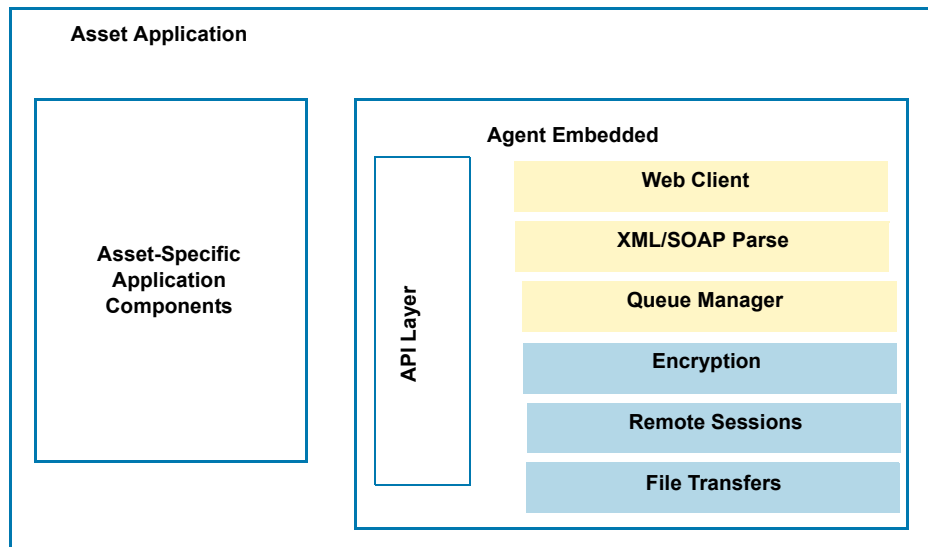 Asset Application
Asset-Specific
Application
Components
Agent Embedded
API Layer
Web Client
XML/SOAP Parse
Queue Manager
Encryption
Remote Sessions
File Transfers